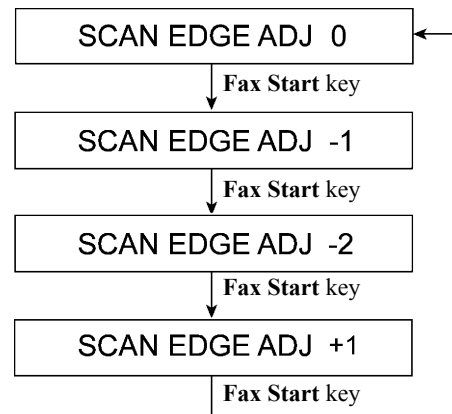 SCAN EDGE ADJ 0
Fax Start key
SCAN EDGE ADJ -1
Fax Start key
SCAN EDGE ADJ -2
Fax Start key
SCAN EDGE ADJ +1
Fax Start key